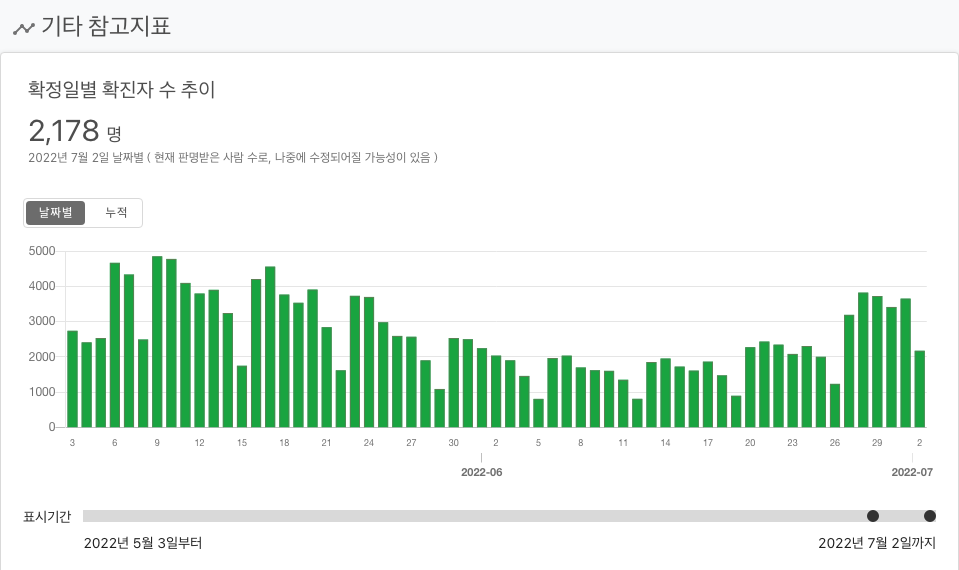 기타 참고지표
확정일별 확진자 수 추이
2,178 명
2022년 7월 2일 날짜별 ( 현재 판명받은 사람 수로, 나중에 수정되어질 가능성이 있음 )
날짜별 누적
5000
4000
3000
2000
1000
0
3 6 9 12 15 18 21 24 27 30 2 5 8 11 14 17 20 23 26 29 2
2022-06 2022-07
표시기간
2022년 5월 3일부터 2022년 7월 2일까지